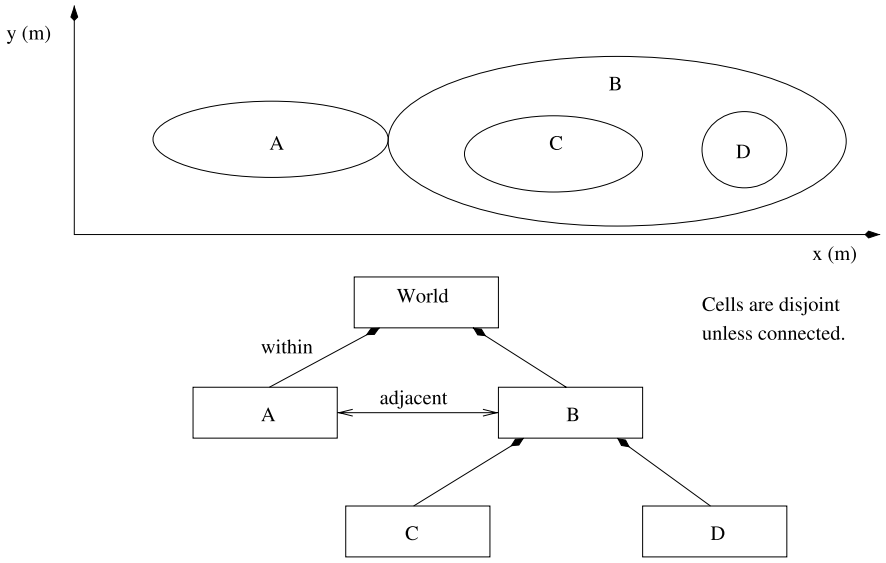 y (m)
B
A
C
D
x (m)
World
Cells are disjoint
unless connected.
within
adjacent
A
B
C
D